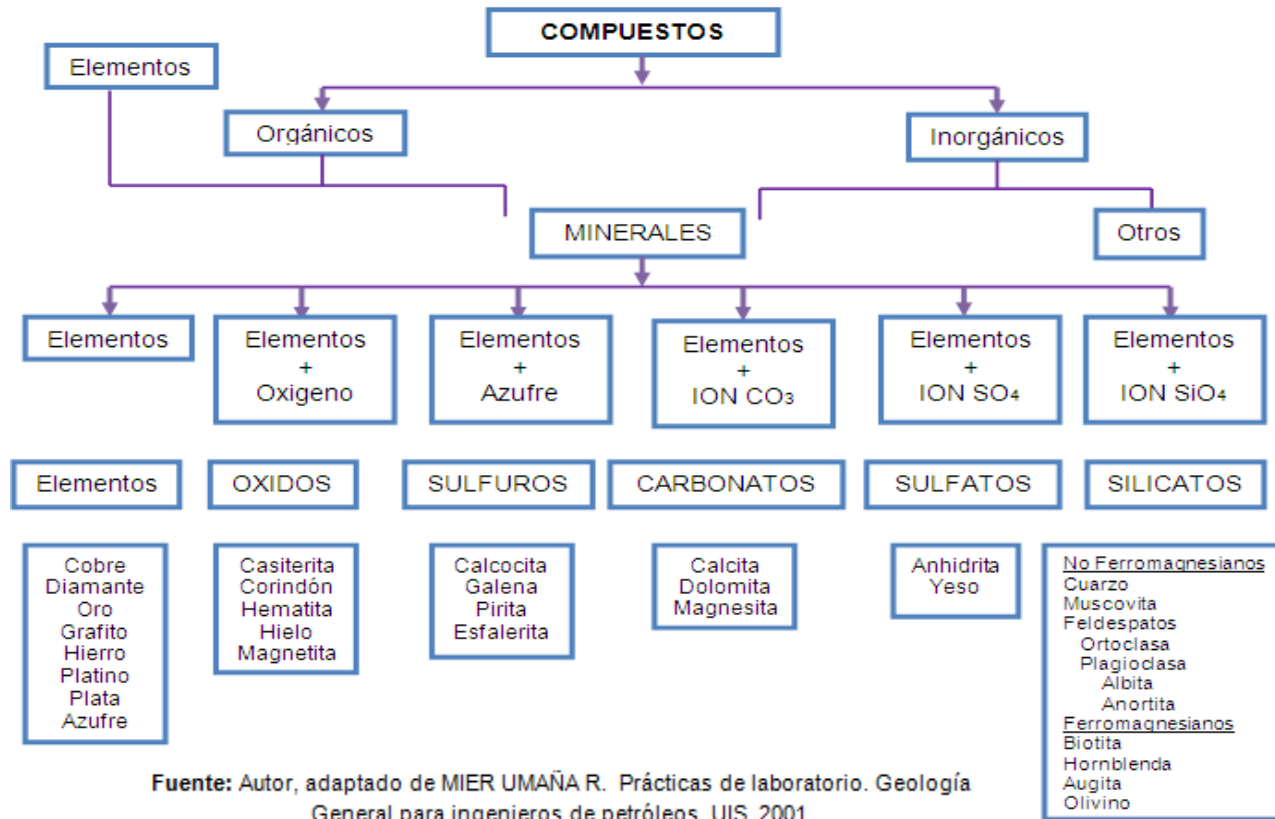 COMPUESTOS
Elementos
Orgánicos
Inorgánicos
MINERALES
Otros
Elementos
Elementos
+
Oxigeno
Elementos
+
Azufre
Elementos
+
ION CO₃
Elementos
+
ION SO₄
Elementos
+
ION SiO₄
Elementos
OXIDOS
SULFUROS
CARBONATOS
SULFATOS
SILICATOS
Cobre
Diamante
Oro
Grafito
Hierro
Platino
Plata
Azufre
Casiterita
Corindón
Hematita
Hielo
Magnetita
Calcocita
Galena
Pirita
Esfalerita
Calcita
Dolomita
Magnesita
Anhidrita
Yeso
No Ferromagnesianos
Cuarzo
Muscovita
Feldespatos
Ortoclasa
Plagioclasa
Albita
Anortita
Ferromagnesianos
Biotita
Hornblenda
Augita
Olivino
Fuente: Autor, adaptado de MIER UMAÑA R. Prácticas de laboratorio. Geología
General para ingenieros de petróleos. UIS. 2001